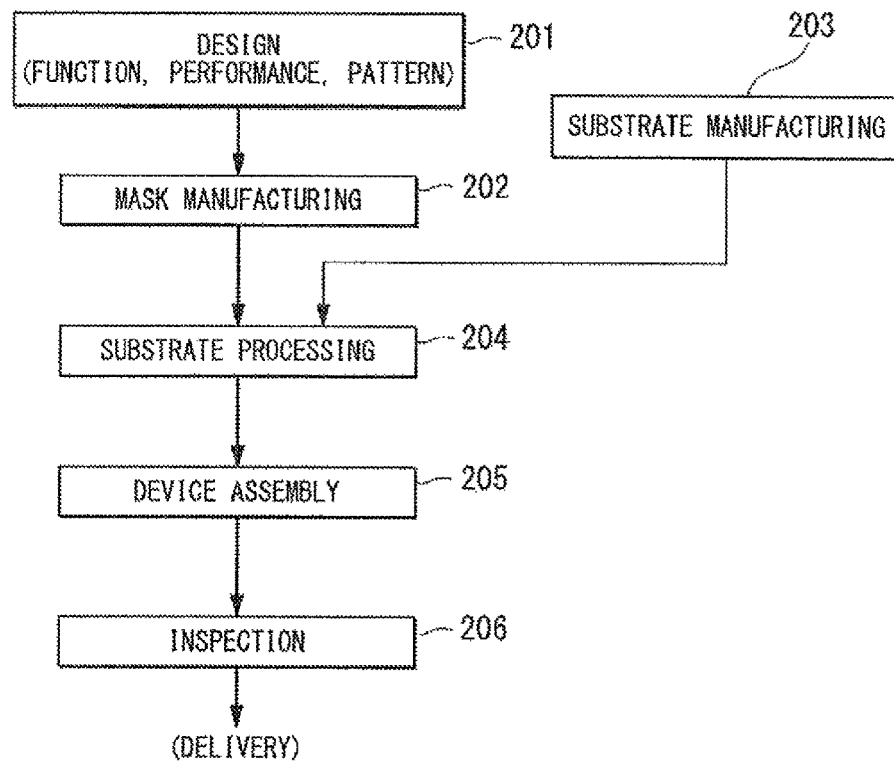 DESIGN
(FUNCTION, PERFORMANCE, PATTERN)
201
203
SUBSTRATE MANUFACTURING
MASK MANUFACTURING
202
SUBSTRATE PROCESSING
204
DEVICE ASSEMBLY
205
INSPECTION
206
(DELIVERY)